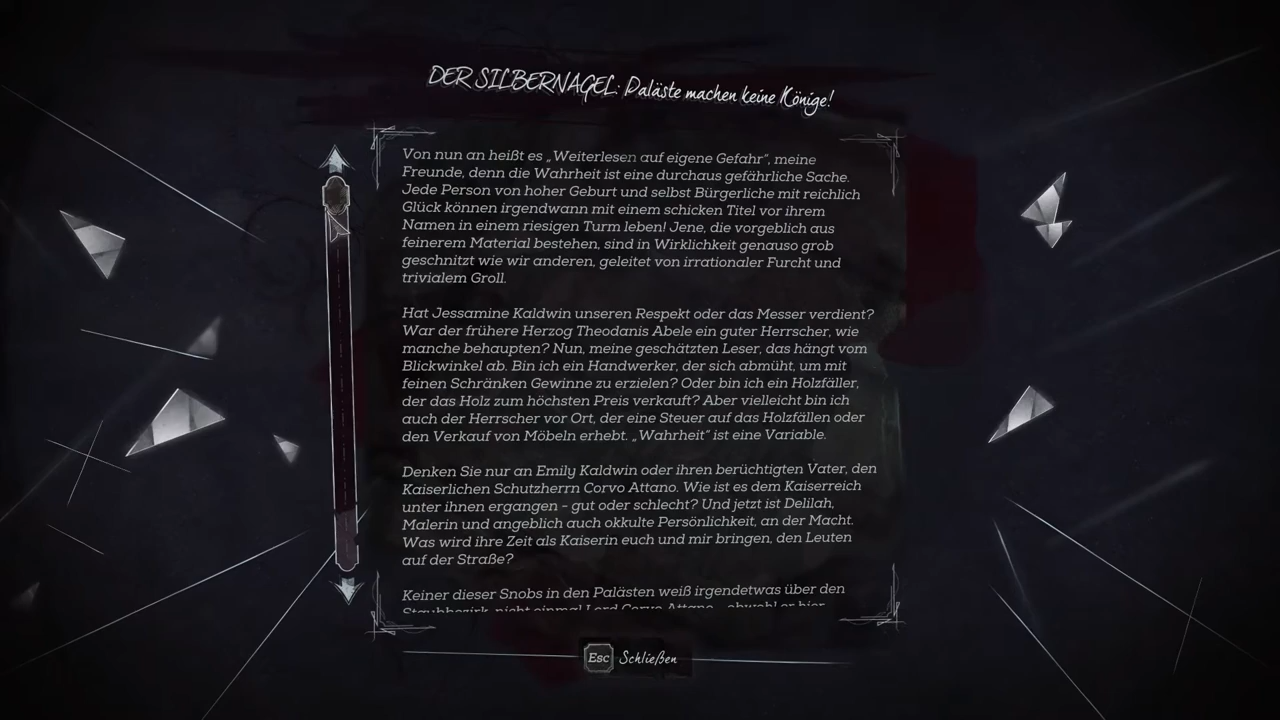 DER SILBERNAGEL: Paläste machen keine Könige!
Von nun an heißt es „Weiterlesen auf eigene Gefahr“, meine
Freunde, denn die Wahrheit ist eine durchaus gefährliche Sache.
Jede Person von hoher Geburt und selbst Bürgerliche mit reichlich
Glück können irgendwann mit einem schicken Titel vor ihrem
Namen in einem riesigen Turm leben! Jene, die vorgeblich aus
feinerem Material bestehen, sind in Wirklichkeit genauso grob
geschnitzt wie wir anderen, geleitet von irrationaler Furcht und
trivialem Groll.
Hat Jessamine Kaldwin unseren Respekt oder das Messer verdient?
War der frühere Herzog Theodanis Abele ein guter Herrscher, wie
manche behaupten? Nun, meine geschätzten Leser, das hängt vom
Blickwinkel ab. Bin ich ein Handwerker, der sich abmüht, um mit
feinen Schränken Gewinne zu erzielen? Oder bin ich ein Holzfäller,
der das Holz zum höchsten Preis verkauft? Aber vielleicht bin ich
auch der Herrscher vor Ort, der eine Steuer auf das Holzfällen oder
den Verkauf von Möbeln erhebt. „Wahrheit“ ist eine Variable.
Denken Sie nur an Emily Kaldwin oder ihren berüchtigten Vater, den
Kaiserlichen Schutzherrn Corvo Attano. Wie ist es dem Kaiserreich
unter ihnen ergangen – gut oder schlecht? Und jetzt ist Delilah,
Malerin und angeblich auch okkulte Persönlichkeit, an der Macht.
Was wird ihre Zeit als Kaiserin euch und mir bringen, den Leuten
auf der Straße?
Keiner dieser Snobs in den Palästen weiß irgendetwas über den
Staubbezirk, nicht einmal Lord Corvo Attano – obwohl er hier
Esc Schließen